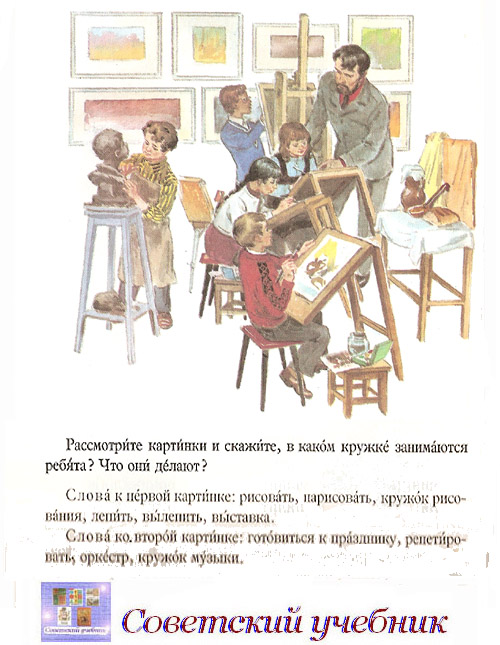 Рассмотри́те карти́нки и скажи́те, в како́м кружке́ занима́ются
ребя́та? Что они́ де́лают?
Слова́ к пе́рвой карти́нке: рисова́ть, нарисова́ть, кружо́к рисо-
ва́ния, лепи́ть, вы́лепить, вы́ставка.
Слова́ ко второ́й карти́нке: гото́виться к пра́зднику, репети́ро-
вать, орке́стр, кружо́к му́зыки.
Советский учебник
Советский учебник